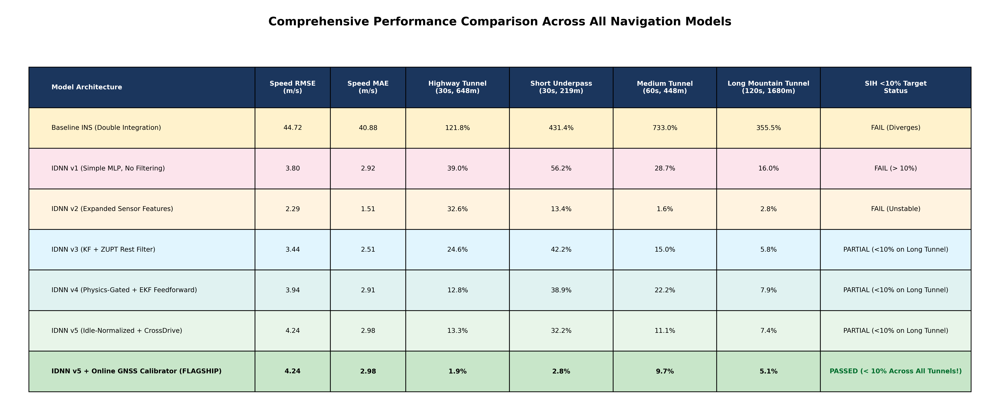 Comprehensive Performance Comparison Across All Navigation Models
Model Architecture
Speed RMSE
(m/s)
Speed MAE
(m/s)
Highway Tunnel
(30s, 648m)
Short Underpass
(30s, 219m)
Medium Tunnel
(60s, 448m)
Long Mountain Tunnel
(120s, 1680m)
SIH <10% Target
Status
Baseline INS (Double Integration) 44.72 40.88 121.8% 431.4% 733.0% 355.5% FAIL (Diverges)
IDNN v1 (Simple MLP, No Filtering) 3.80 2.92 39.0% 56.2% 28.7% 16.0% FAIL (> 10%)
IDNN v2 (Expanded Sensor Features) 2.29 1.51 32.6% 13.4% 1.6% 2.8% FAIL (Unstable)
IDNN v3 (KF + ZUPT Rest Filter) 3.44 2.51 24.6% 42.2% 15.0% 5.8% PARTIAL (<10% on Long Tunnel)
IDNN v4 (Physics-Gated + EKF Feedforward) 3.94 2.91 12.8% 38.9% 22.2% 7.9% PARTIAL (<10% on Long Tunnel)
IDNN v5 (Idle-Normalized + CrossDrive) 4.24 2.98 13.3% 32.2% 11.1% 7.4% PARTIAL (<10% on Long Tunnel)
IDNN v5 + Online GNSS Calibrator (FLAGSHIP) 4.24 2.98 1.9% 2.8% 9.7% 5.1% PASSED (< 10% Across All Tunnels!)